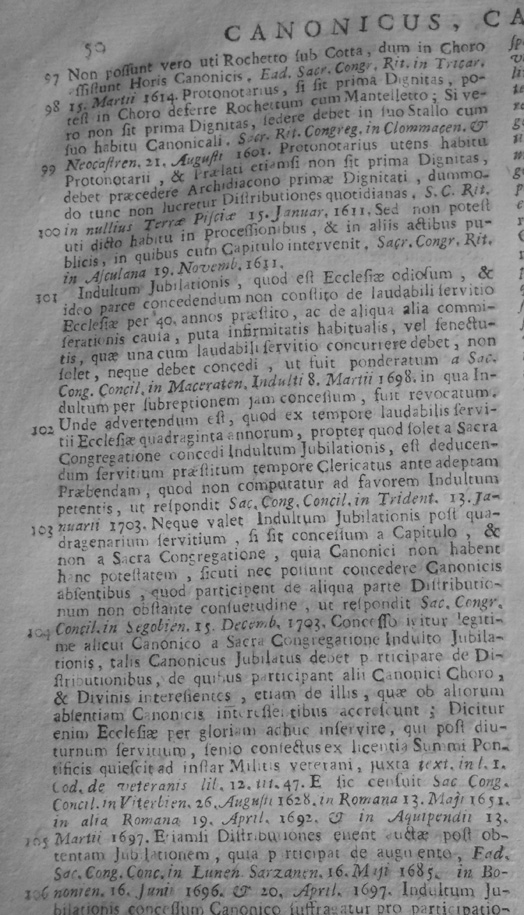 50
CANONICUS, CA
97 Non possunt vero uti Rochetto sub Cotta, dum in Choro
assistunt Horis Canonicis. Ead. Sacr. Congr. Rit. in Tricar.
98 15. Martii 1614. Protonotarius, si sit prima Dignitas, po-
test in Choro deferre Rochettum cum Mantelletto; Si ve-
ro non sit prima Dignitas, sedere debet in suo Stallo cum
suo habitu Canonicali. Sacr. Rit. Congreg. in Clommacen. &
99 Neocastren. 21. Augusti 1601. Protonotarius utens habitu
Protonotarii, & Prælati etiamsi non sit prima Dignitas,
debet præcedere Archidiacono primæ Dignitati, dummo-
do tunc non lucretur Distributiones quotidianas. S. C. Rit.
100 in nullius Terræ Pisciæ 15. Januar. 1611. Sed non potest
uti dicto habitu in Processionibus, & in aliis actibus pu-
blicis, in quibus cum Capitulo intervenit. Sacr. Congr. Rit.
in Asculana 19. Novemb. 1611.
101 Indultum Jubilationis, quod est Ecclesiæ odiosum, &
ideo parce concedendum non constito de laudabili servitio
Ecclesiæ per 40. annos præstito, ac de aliqua alia commi-
serationis causa, puta infirmitatis habitualis, vel senectu-
tis, quæ una cum laudabili servitio concurrere debet, non
solet, neque debet concedi, ut fuit ponderatum a Sac.
Cong. Concil. in Maceraten. Indulti 8. Martii 1698. in qua In-
dultum per subreptionem jam concessum, fuit revocatum.
102 Unde advertendum est, quod ex tempore laudabilis servi-
tii Ecclesiæ quadraginta annorum, propter quod solet a Sacra
Congregatione concedi Indultum Jubilationis, est deducen-
dum servitium præstitum tempore Clericatus ante adeptam
Præbendam, quod non computatur ad favorem Indultum
petentis, ut respondit Sac. Cong. Concil. in Trident. 13. Ja-
103 nuarii 1703. Neque valet Indultum Jubilationis post qua-
dragenarium servitium, si sit concessum a Capitulo, &
non a Sacra Congregatione, quia Canonici non habent
hanc potestatem, sicuti nec possunt concedere Canonicis
absentibus, quod participent de aliqua parte Distributio-
num non obstante consuetudine, ut respondit Sac. Congr.
104 Concil. in Segobien. 15. Decemb. 1703. Concesso igitur legiti-
me alicui Canonico a Sacra Congregatione Indulto Jubila-
tionis, talis Canonicus Jubilatus debet participare de Di-
stributionibus, de quibus participant alii Canonici Choro,
& Divinis interessentes, etiam de illis, quæ ob aliorum
absentiam Canonicis interessentibus accrescunt; Dicitur
enim Ecclesiæ per gloriam adhuc inservire, qui post diu-
turnum servitium, senio confectus ex licentia Summi Pon-
tificis quiescit ad instar Militis veterani, juxta text. in l. 1.
Cod. de veteranis lib. 12. tit. 47. E sic censuit Sac Cong.
Concil. in Viterbien. 26. Augusti 1628. in Romana 13. Maji 1651.
in alia Romana 19. April. 1692. & in Aquipendii 13.
105 Martii 1697. Etiamsi Distributiones essent auctæ post ob-
tentam Jubilationem, quia participat de augmento, Ead.
Sac. Cong. Conc. in Lunen. Sarzanen. 16. Maji 1685. in Bo-
106 nonien. 16. Junii 1696. & 20. April. 1697. Indultum Ju-
bilationis concessum Canonico suffragatur pro participatio-